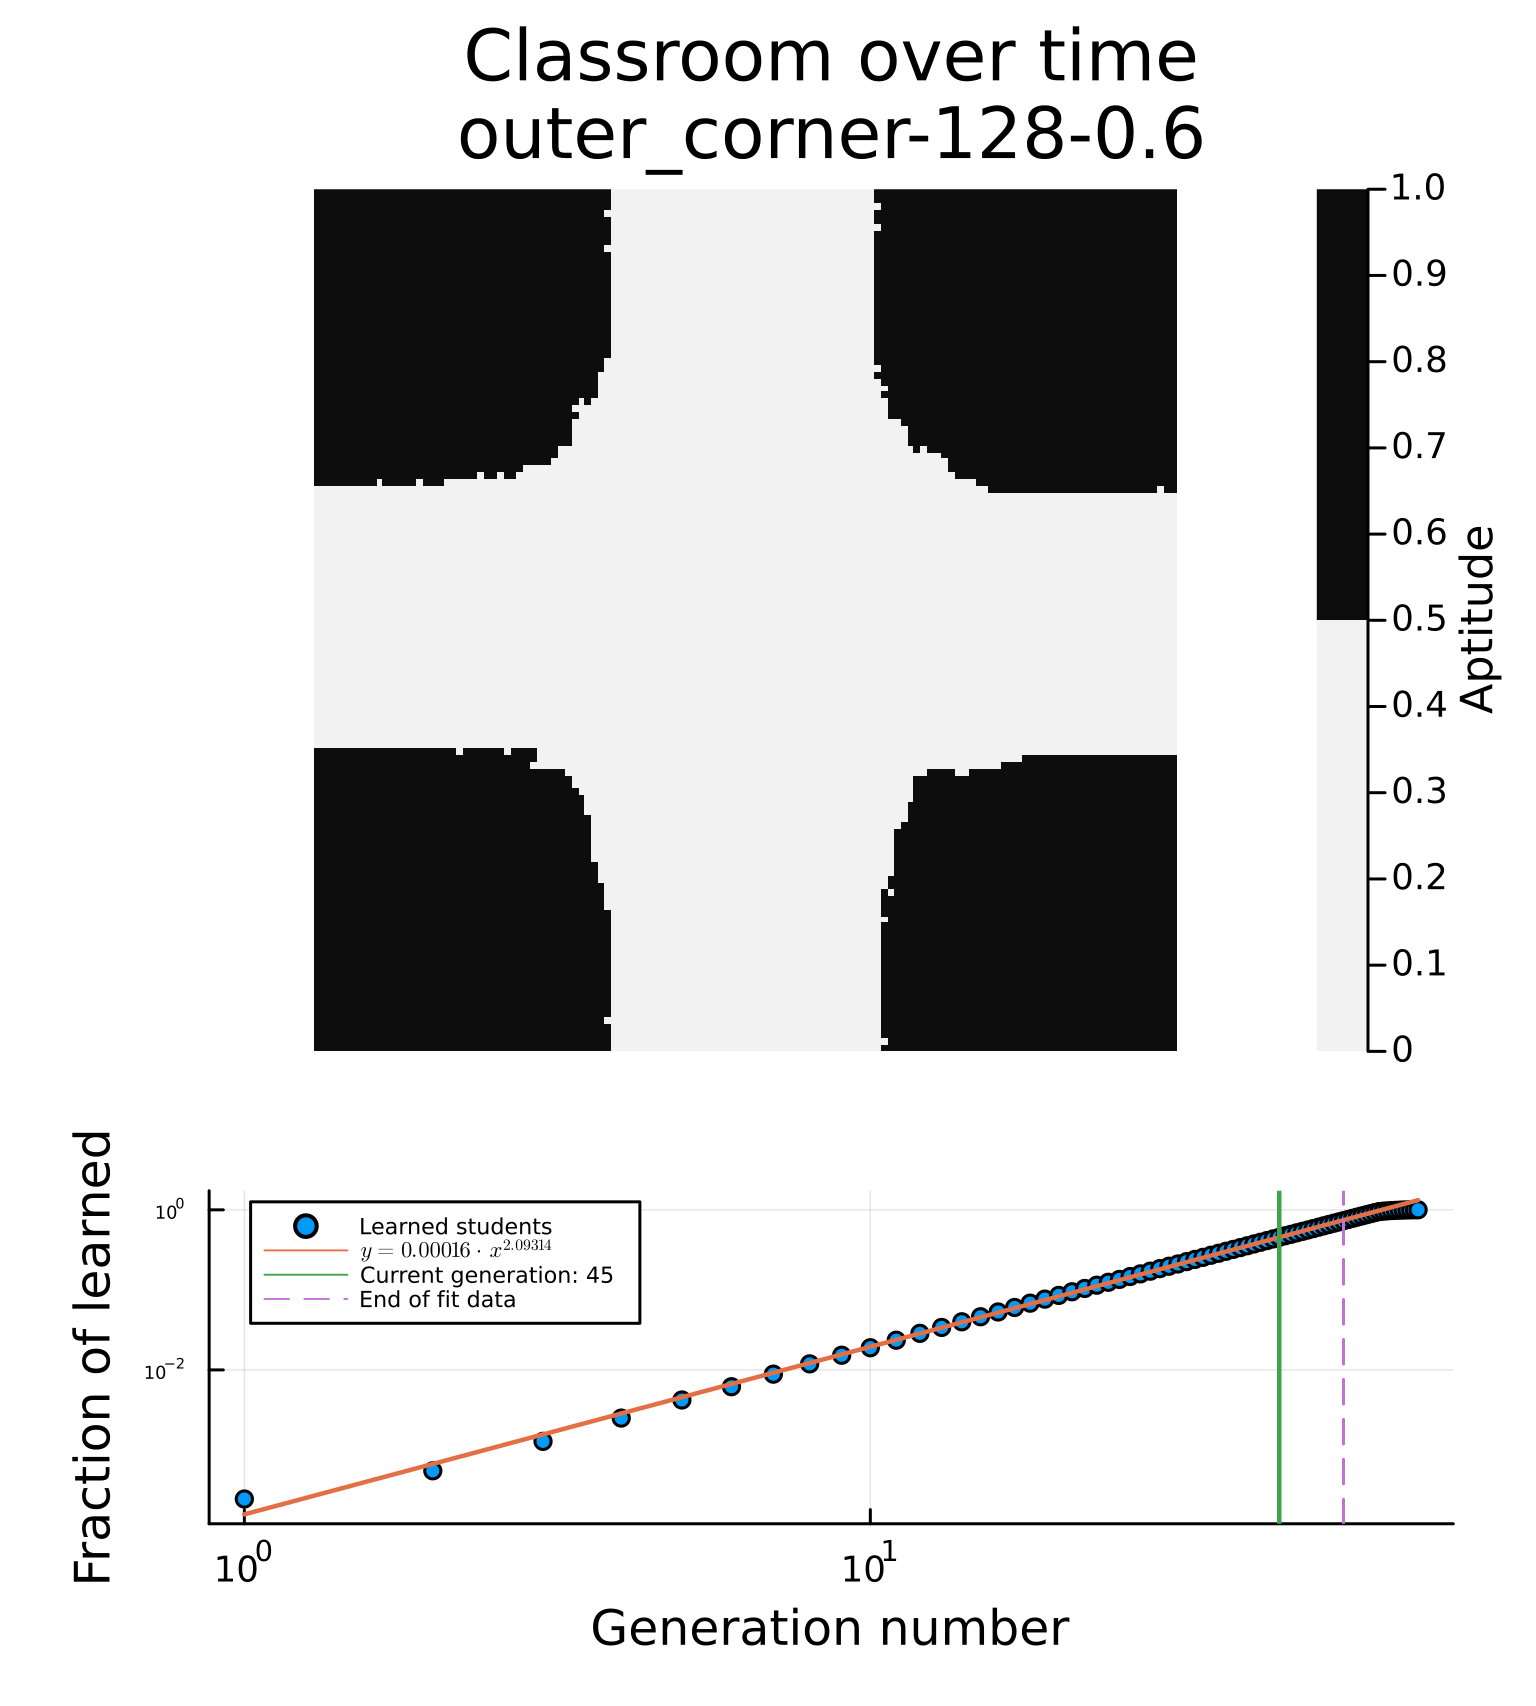 Classroom over time
outer_corner-128-0.6
1.0
0.9
0.8
0.7
0.6
0.5
0.4
0.3
0.2
0.1
0
Aptitude
Fraction of learned
10^0
10^-2
Learned students
y = 0.00016 · x^2.09314
Current generation: 45
End of fit data
10^0
10^1
Generation number